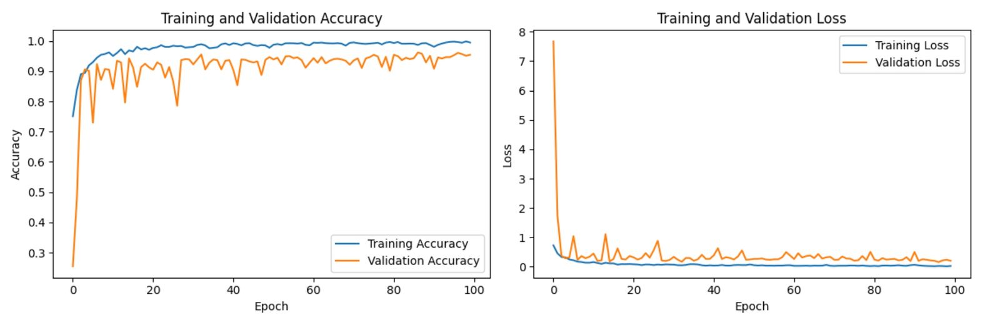 Training and Validation Accuracy
1.0
0.9
0.8
0.7
0.6
0.5
0.4
0.3
Accuracy
Training Accuracy
Validation Accuracy
0 20 40 60 80 100
Epoch
Training and Validation Loss
8
7
6
5
4
3
2
1
0
Loss
Training Loss
Validation Loss
0 20 40 60 80 100
Epoch